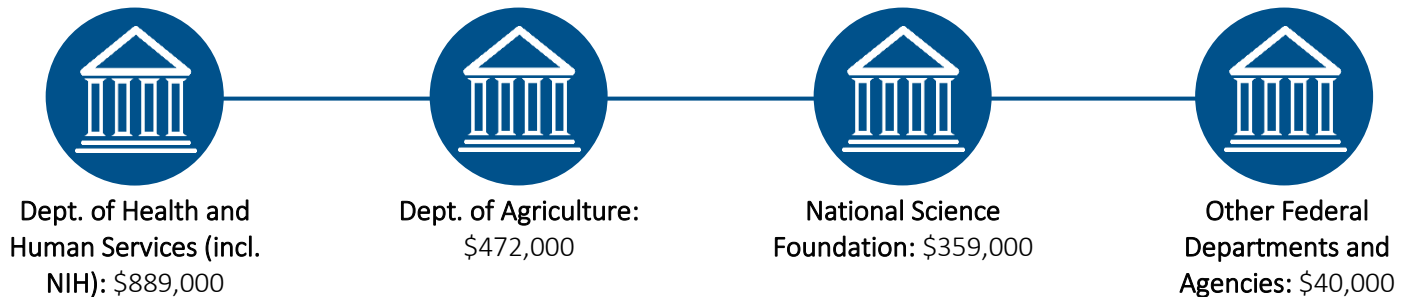 Dept. of Health and
Human Services (incl.
NIH): $889,000
Dept. of Agriculture:
$472,000
National Science
Foundation: $359,000
Other Federal
Departments and
Agencies: $40,000